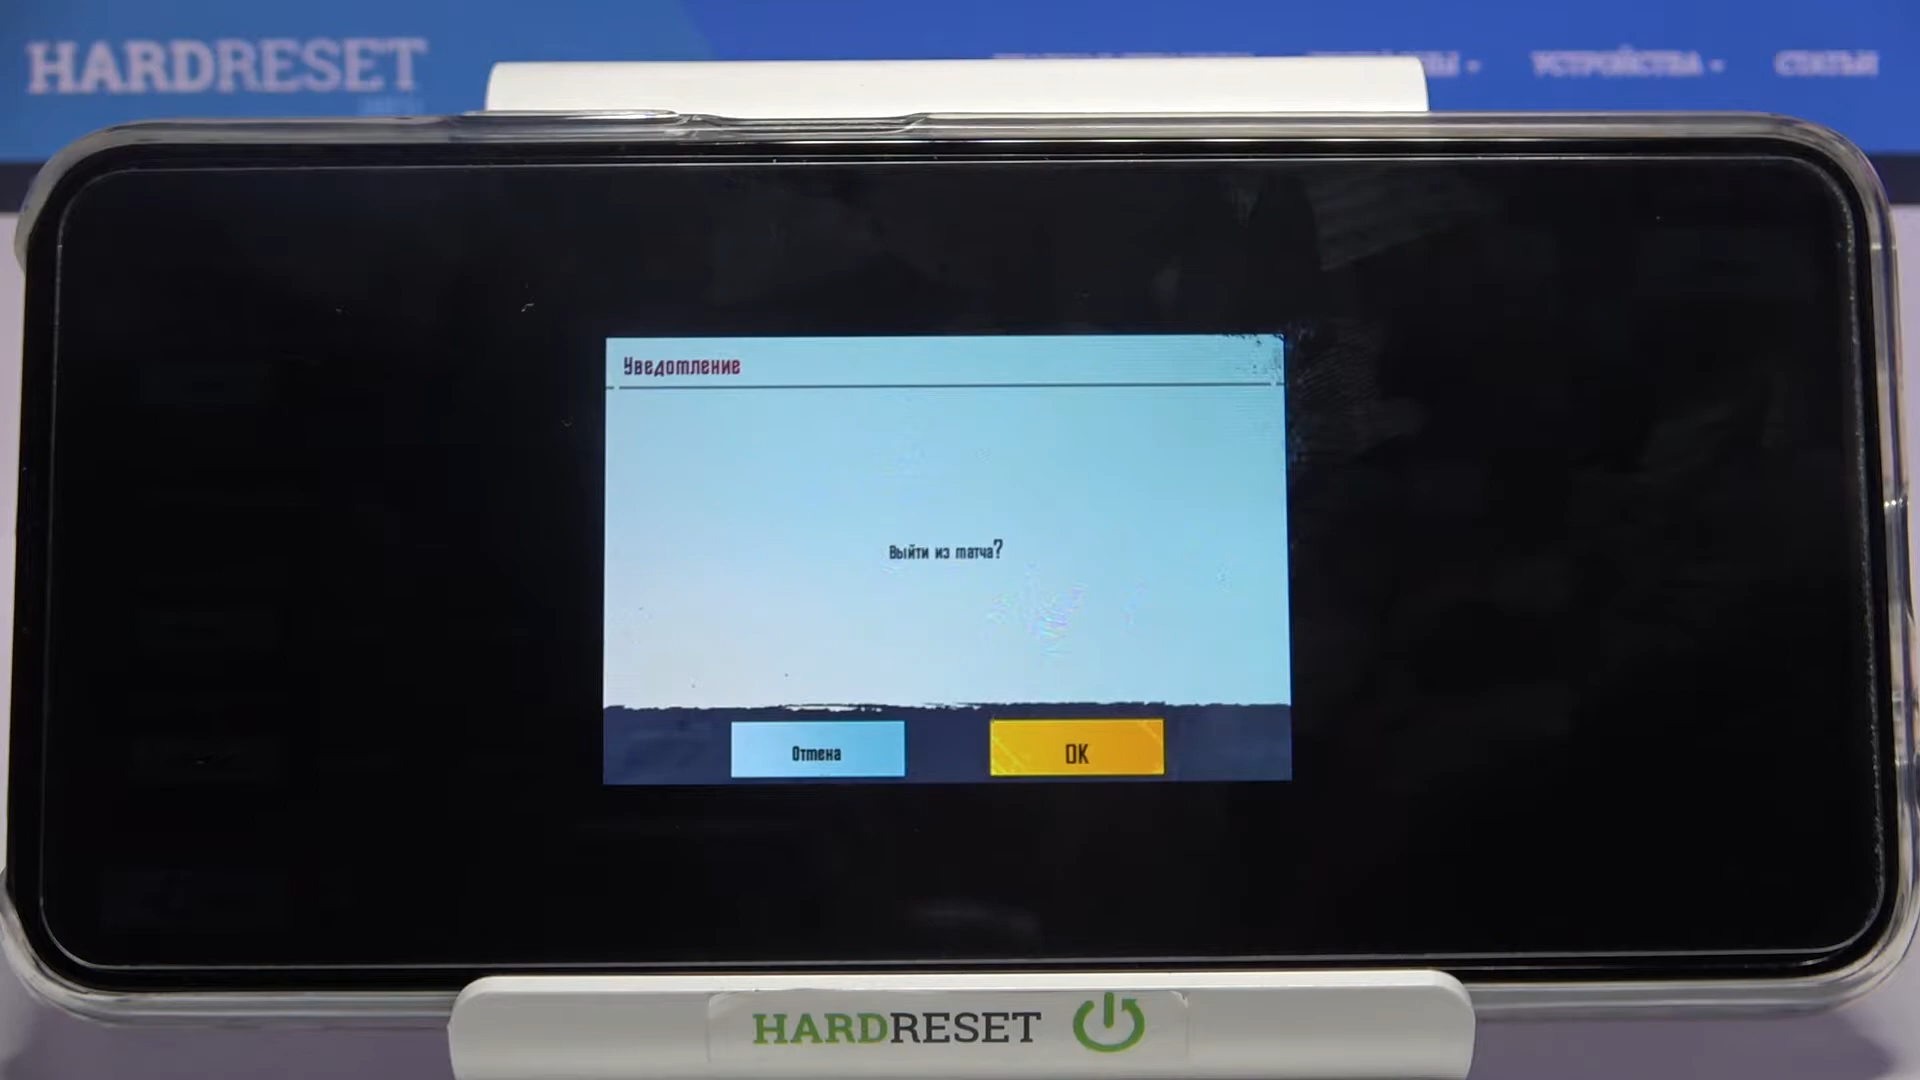 HARDRESET
УСТРОЙСТВА
СТАТЬИ
Уведомление
Выйти из матча?
Отмена
OK
HARDRESET